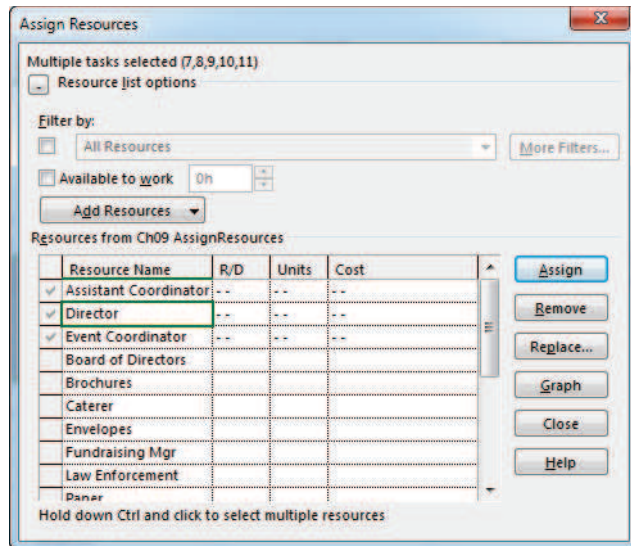 Assign Resources
Multiple tasks selected (7,8,9,10,11)
- Resource list options
Filter by:
All Resources More Filters...
Available to work 0h
Add Resources
Resources from Ch09 AssignResources
Resource Name R/D Units Cost Assign
Assistant Coordinator -- -- --
Director -- -- -- Remove
Event Coordinator -- -- --
Board of Directors Replace...
Brochures
Caterer Graph
Envelopes Close
Fundraising Mgr
Law Enforcement Help
Paper
Hold down Ctrl and click to select multiple resources